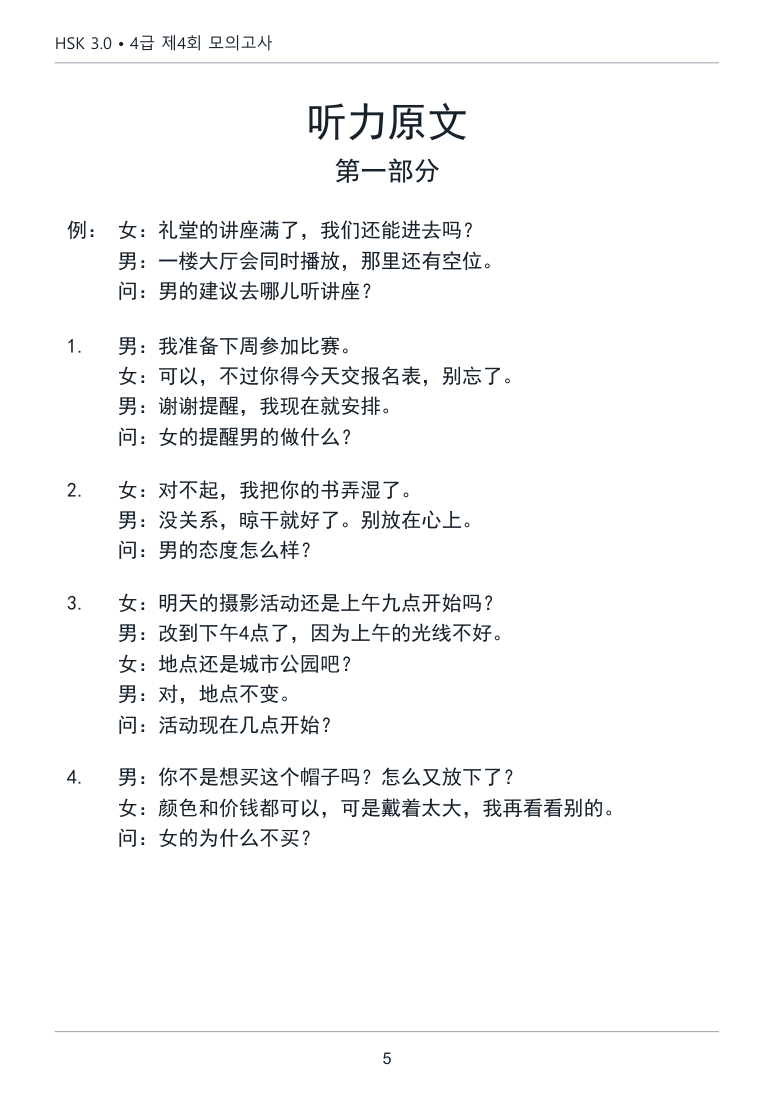 HSK 3.0 • 4급 제4회 모의고사
听力原文
第一部分
例： 女：礼堂的讲座满了，我们还能进去吗？
男：一楼大厅会同时播放，那里还有空位。
问：男的建议去哪儿听讲座？
1. 男：我准备下周参加比赛。
女：可以，不过你得今天交报名表，别忘了。
男：谢谢提醒，我现在就安排。
问：女的提醒男的做什么？
2. 女：对不起，我把你的书弄湿了。
男：没关系，晾干就好了。别放在心上。
问：男的态度怎么样？
3. 女：明天的摄影活动还是上午九点开始吗？
男：改到下午4点了，因为上午的光线不好。
女：地点还是城市公园吧？
男：对，地点不变。
问：活动现在几点开始？
4. 男：你不是想买这个帽子吗？怎么又放下了？
女：颜色和价钱都可以，可是戴着太大，我再看看别的。
问：女的为什么不买？
5